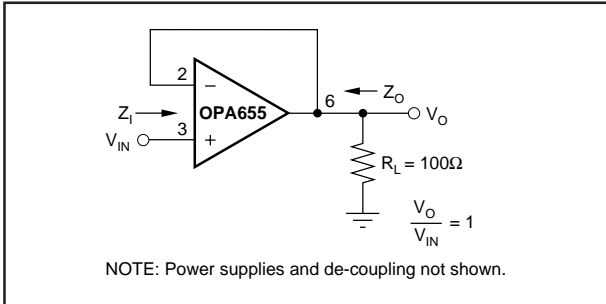 2
−
6
Z_O
OPA655
V_O
Z_I
V_IN
3
+
R_L = 100Ω
V_O
V_IN
= 1
NOTE: Power supplies and de-coupling not shown.